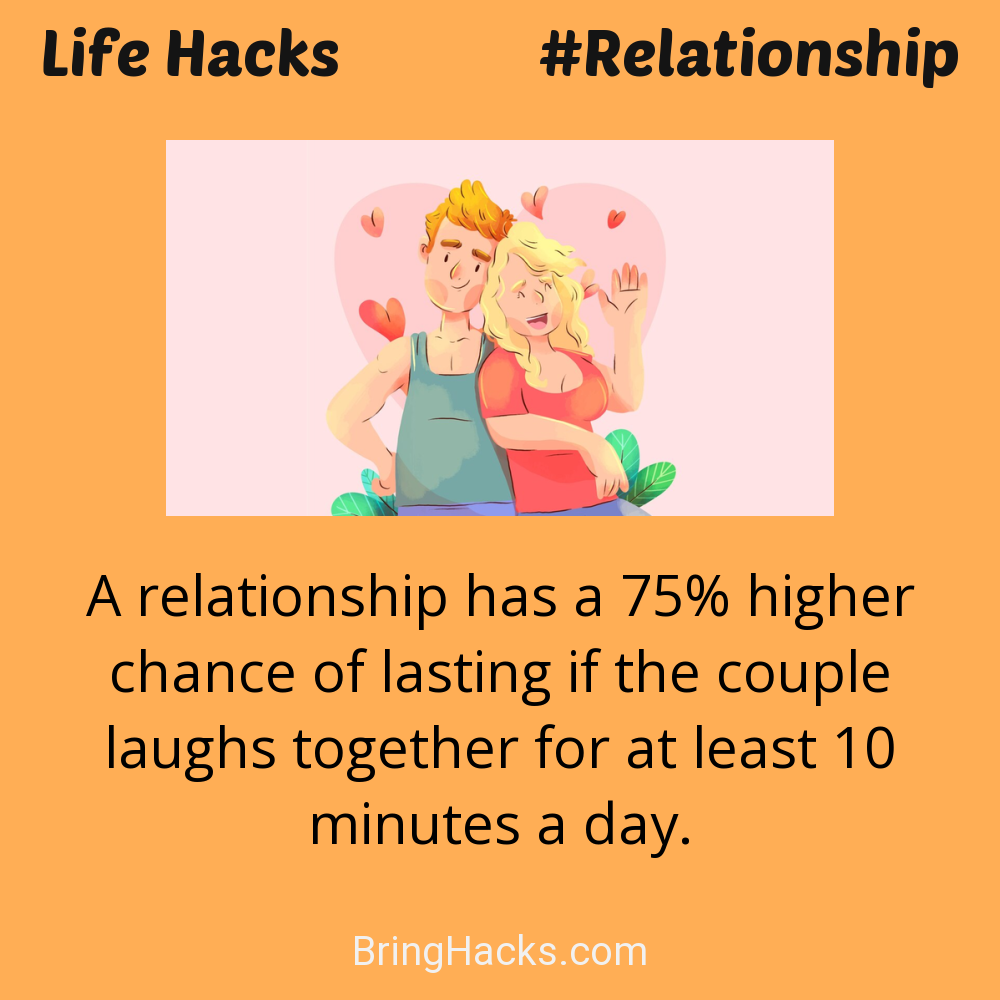 Life Hacks #Relationship
A relationship has a 75% higher
chance of lasting if the couple
laughs together for at least 10
minutes a day.
BringHacks.com